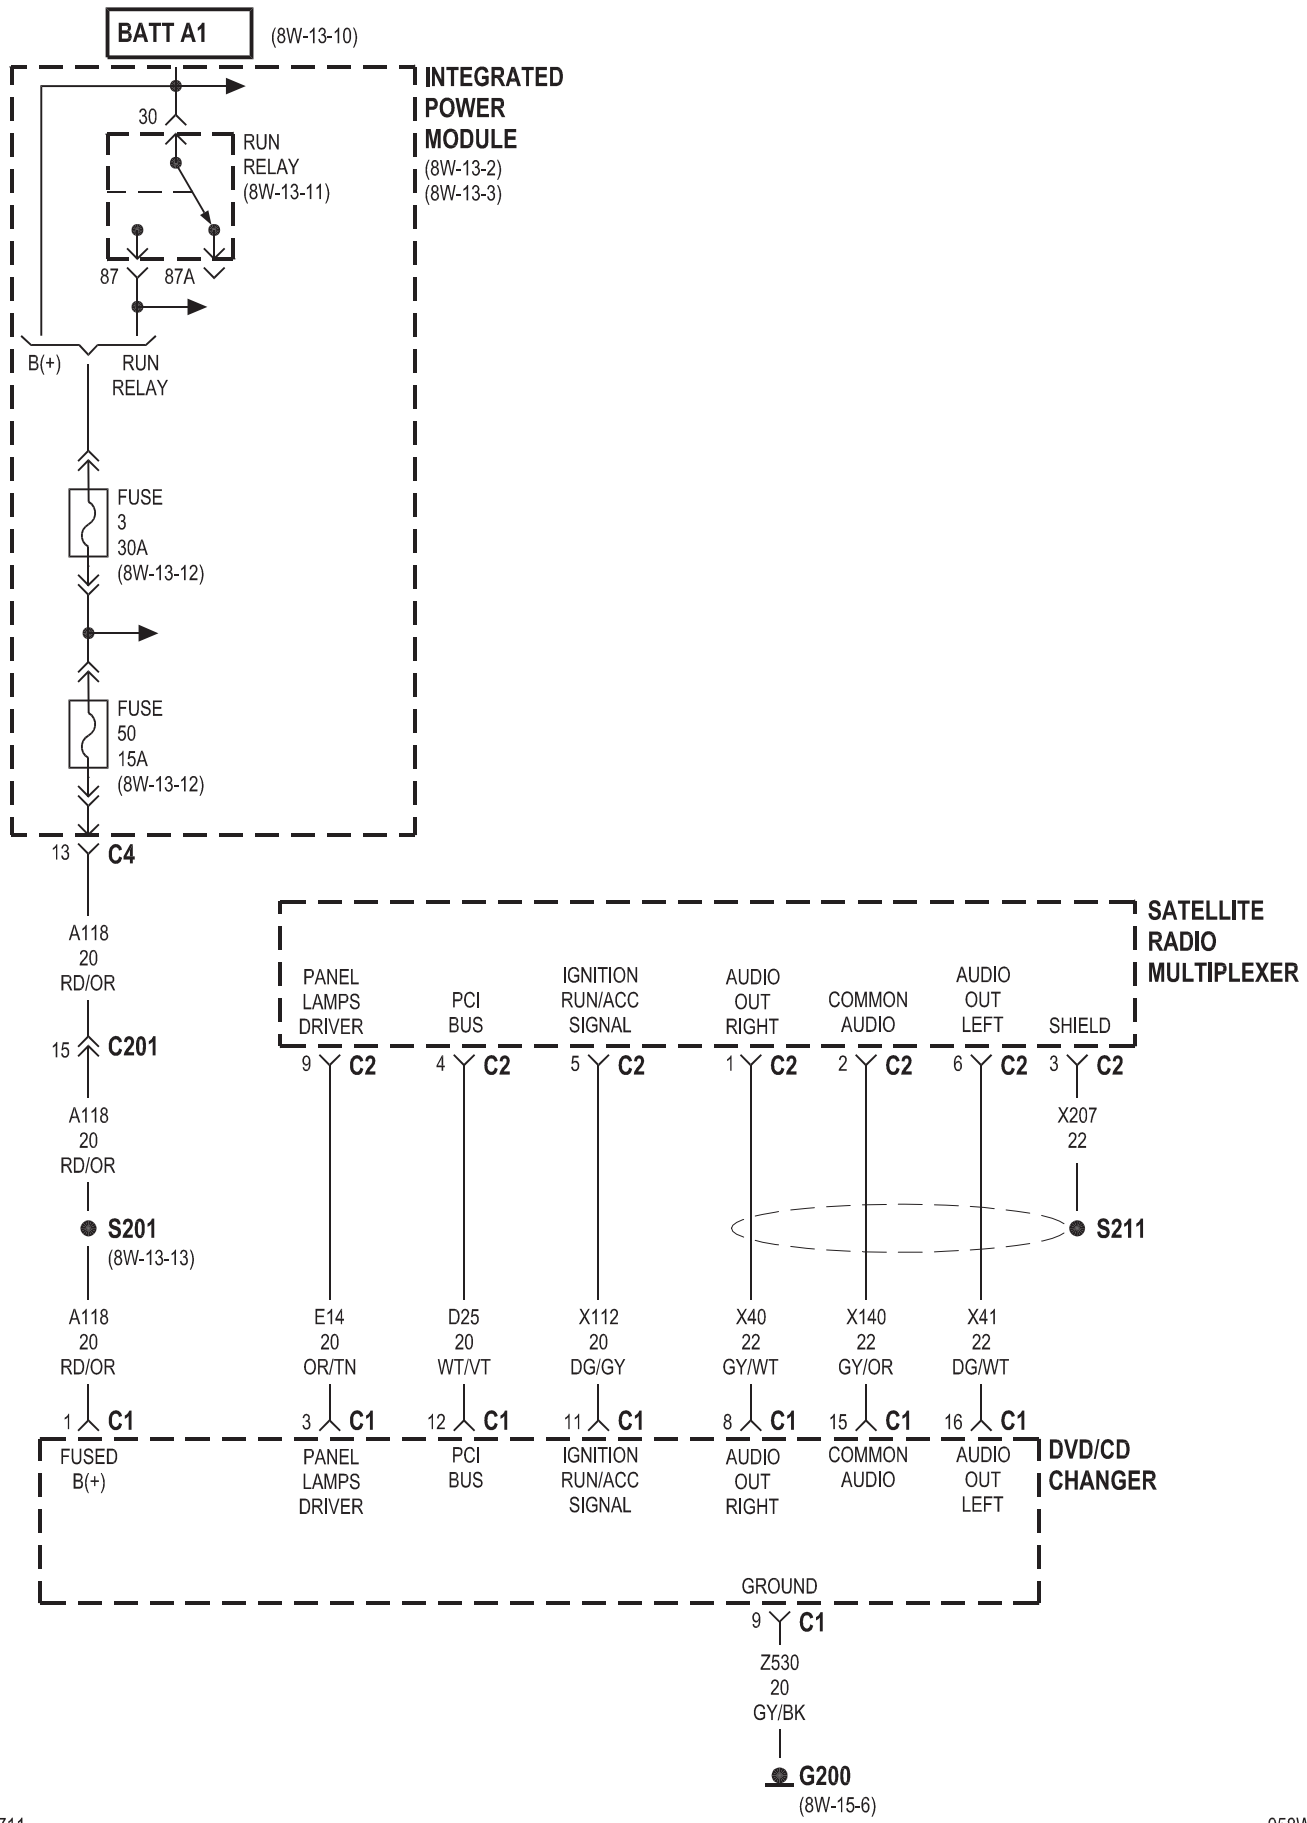 BATT A1 (8W-13-10)
INTEGRATED
POWER
MODULE
(8W-13-2)
(8W-13-3)
30
RUN
RELAY
(8W-13-11)
87 87A
B(+) RUN
RELAY
FUSE
3
30A
(8W-13-12)
FUSE
50
15A
(8W-13-12)
13 C4
A118
20
RD/OR
15 C201
A118
20
RD/OR
S201
(8W-13-13)
A118
20
RD/OR
1 C1
SATELLITE
RADIO
MULTIPLEXER
PANEL
LAMPS
DRIVER
PCI
BUS
IGNITION
RUN/ACC
SIGNAL
AUDIO
OUT
RIGHT
COMMON
AUDIO
AUDIO
OUT
LEFT
SHIELD
9 C2 4 C2 5 C2 1 C2 2 C2 6 C2 3 C2
X207
22
S211
E14
20
OR/TN
D25
20
WT/VT
X112
20
DG/GY
X40
22
GY/WT
X140
22
GY/OR
X41
22
DG/WT
3 C1 12 C1 11 C1 8 C1 15 C1 16 C1
DVD/CD
CHANGER
FUSED
B(+)
PANEL
LAMPS
DRIVER
PCI
BUS
IGNITION
RUN/ACC
SIGNAL
AUDIO
OUT
RIGHT
COMMON
AUDIO
AUDIO
OUT
LEFT
GROUND
9 C1
Z530
20
GY/BK
G200
(8W-15-6)